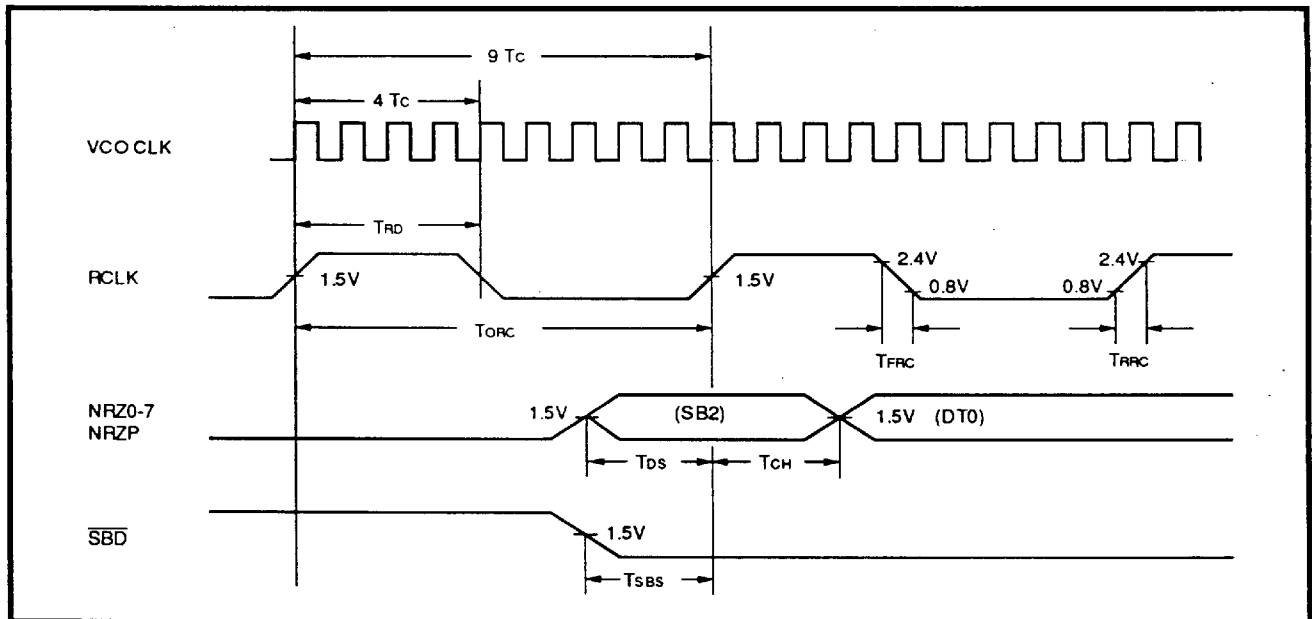 9 Tc
4 Tc
VCO CLK
TRD
RCLK
1.5V
1.5V
2.4V
0.8V
2.4V
0.8V
TORC
TFRC
TRRC
NRZ0-7
NRZP
1.5V
(SB2)
1.5V
(DT0)
TDS
TCH
SBD
1.5V
TSBS